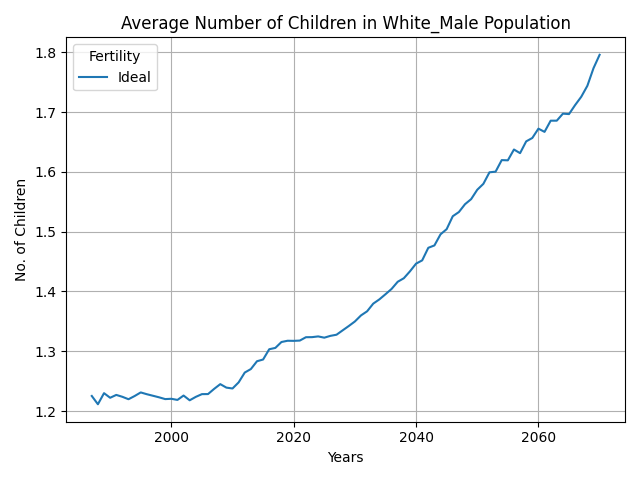 Average Number of Children in White_Male Population
Fertility
Ideal
No. of Children
1.8
1.7
1.6
1.5
1.4
1.3
1.2
2000 2020 2040 2060
Years